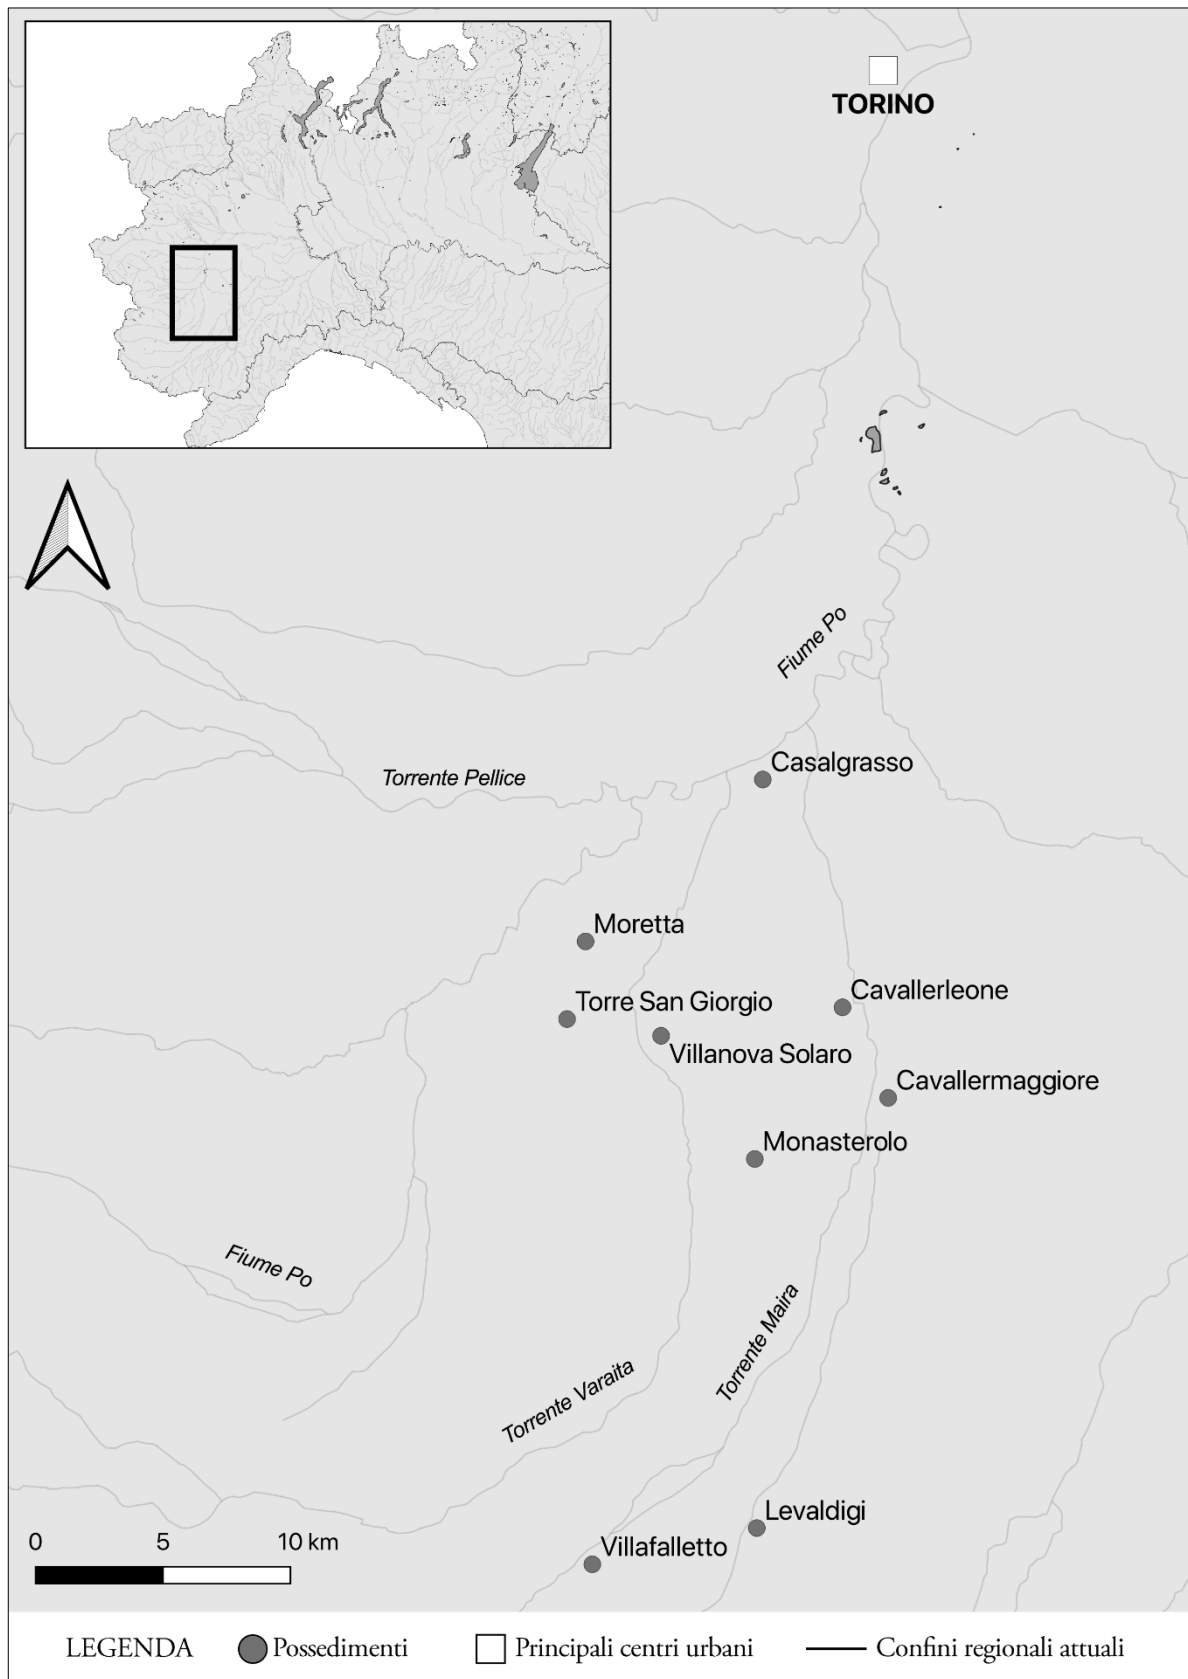 TORINO
Fiume Po
Casalgrasso
Torrente Pellice
Moretta
Cavallerleone
Torre San Giorgio
Villanova Solaro
Cavallermaggiore
Monasterolo
Fiume Po
Torrente Maira
Torrente Varaita
Levaldigi
Villafalletto
0 5 10 km
LEGENDA Possedimenti Principali centri urbani Confini regionali attuali